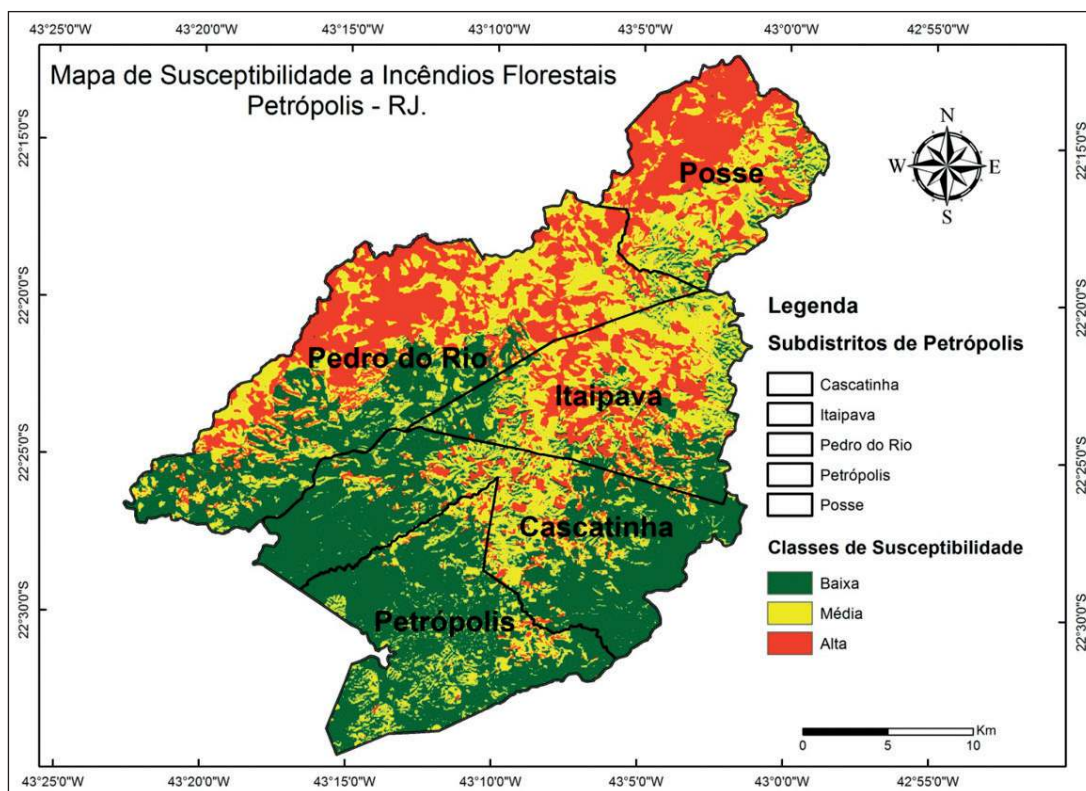 43°25'0"W 43°20'0"W 43°15'0"W 43°10'0"W 43°5'0"W 43°0'0"W 42°55'0"W
Mapa de Susceptibilidade a Incêndios Florestais
Petrópolis - RJ.
N
W E
S
22°15'0"S 22°15'0"S
Posse
22°20'0"S 22°20'0"S
Legenda
Subdistritos de Petrópolis
Cascatinha
Itaipava
Pedro do Rio
Petrópolis
Posse
Pedro do Rio
Itaipava
22°25'0"S 22°25'0"S
Cascatinha
Classes de Susceptibilidade
Baixa
Média
Alta
22°30'0"S 22°30'0"S
Petrópolis
Km
0 5 10
43°25'0"W 43°20'0"W 43°15'0"W 43°10'0"W 43°5'0"W 43°0'0"W 42°55'0"W